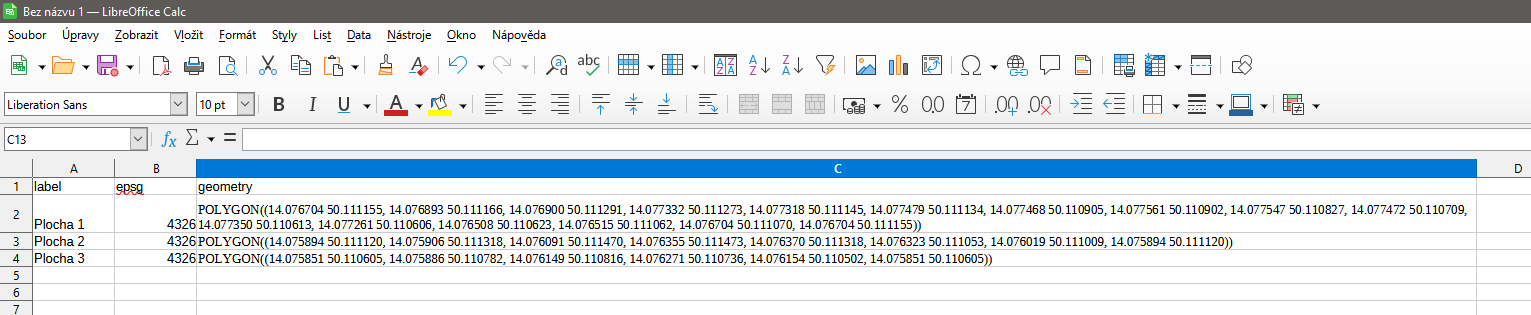 Bez názvu 1 — LibreOffice Calc
Soubor Úpravy Zobrazit Vložit Formát Styly List Data Nástroje Okno Nápověda
Liberation Sans 10 pt B I U A % 0.0 7 .00 .00
C13 fx Σ =
A B C D
1 label epsg geometry
2 Plocha 1 4326 POLYGON((14.076704 50.111155, 14.076893 50.111166, 14.076900 50.111291, 14.077332 50.111273, 14.077318 50.111145, 14.077479 50.111134, 14.077468 50.110905, 14.077561 50.110902, 14.077547 50.110827, 14.077472 50.110709,
14.077350 50.110613, 14.077261 50.110606, 14.076508 50.110623, 14.076515 50.111062, 14.076704 50.111070, 14.076704 50.111155))
3 Plocha 2 4326 POLYGON((14.075894 50.111120, 14.075906 50.111318, 14.076091 50.111470, 14.076355 50.111473, 14.076370 50.111318, 14.076323 50.111053, 14.076019 50.111009, 14.075894 50.111120))
4 Plocha 3 4326 POLYGON((14.075851 50.110605, 14.075886 50.110782, 14.076149 50.110816, 14.076271 50.110736, 14.076154 50.110502, 14.075851 50.110605))
5
6
7